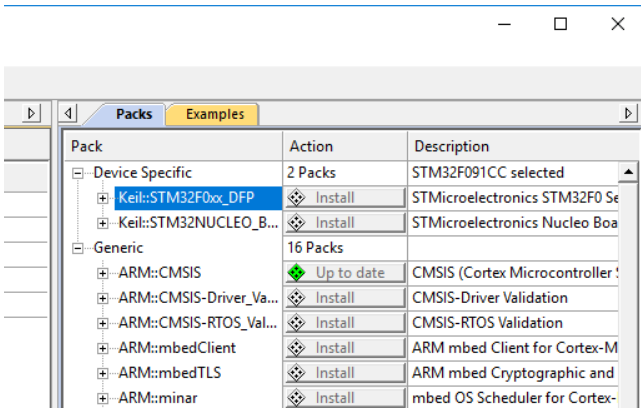 Packs Examples
Pack Action Description
Device Specific 2 Packs STM32F091CC selected
Keil::STM32F0xx_DFP Install STMicroelectronics STM32F0 Se
Keil::STM32NUCLEO_B... Install STMicroelectronics Nucleo Boa
Generic 16 Packs
ARM::CMSIS Up to date CMSIS (Cortex Microcontroller S
ARM::CMSIS-Driver_Va... Install CMSIS-Driver Validation
ARM::CMSIS-RTOS_Val... Install CMSIS-RTOS Validation
ARM::mbedClient Install ARM mbed Client for Cortex-M
ARM::mbedTLS Install ARM mbed Cryptographic and
ARM::minar Install mbed OS Scheduler for Cortex-